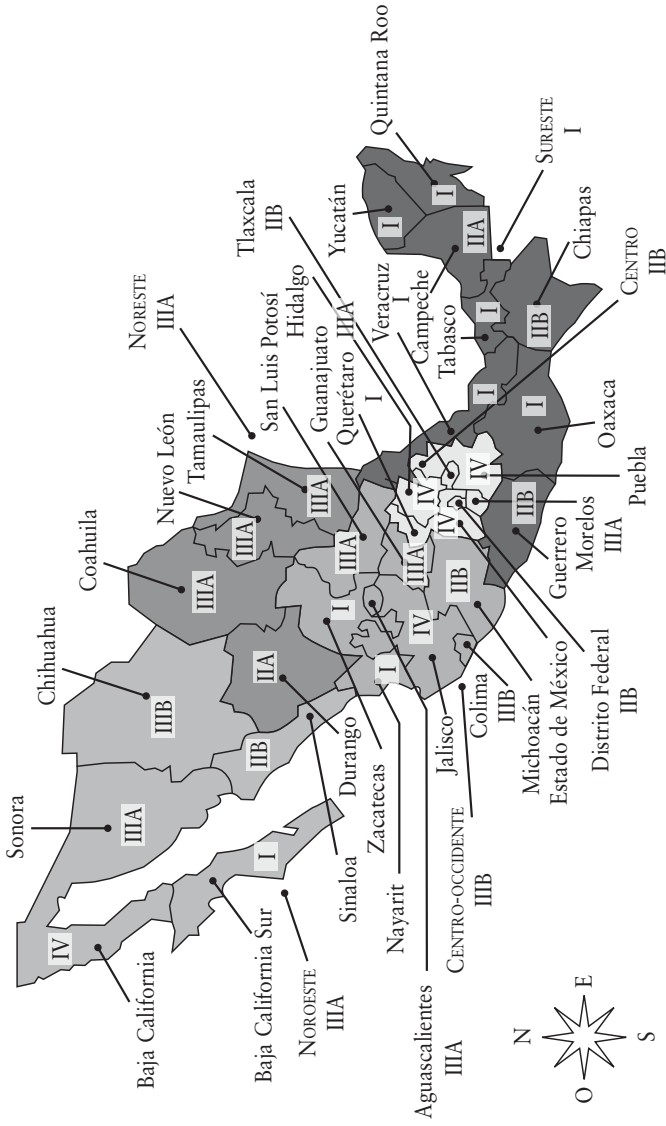 Sonora
Chihuahua
Coahuila
Nuevo León
Tamaulipas
NORESTE
IIIA
San Luis Potosí
Hidalgo
IIIA
Guanajuato
Querétaro
I
Tlaxcala
IIB
Veracruz
I
Campeche
Tabasco
Yucatán
Quintana Roo
SURESTE
I
Chiapas
CENTRO
IIB
Oaxaca
Puebla
Morelos
IIIA
Guerrero
Distrito Federal
IIB
Estado de México
Michoacán
Colima
IIIB
Jalisco
CENTRO-OCCIDENTE
IIIB
Aguascalientes
IIIA
Nayarit
Zacatecas
Durango
Sinaloa
NOROESTE
IIIA
Baja California Sur
Baja California
IV
IIIA
I
IIIB
IIB
IIIA
IIA
IIIA
IIIA
IIIA
I
I
IV
IIB
IIIA
IV
IV
IV
IIB
I
I
I
IIB
IIA
I
I
N
O
E
S